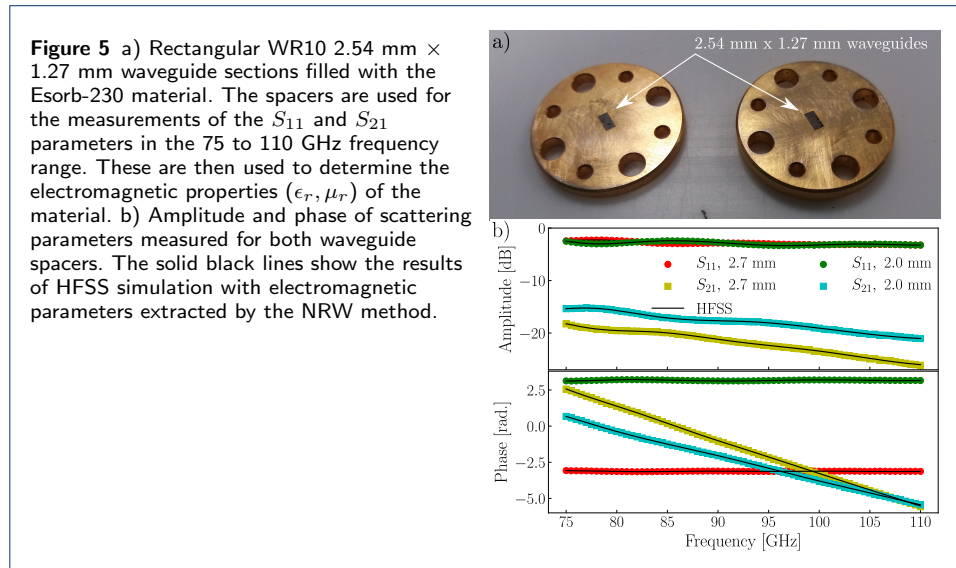 Figure 5 a) Rectangular WR10 2.54 mm ×
1.27 mm waveguide sections filled with the
Esorb-230 material. The spacers are used for
the measurements of the S₁₁ and S₂₁
parameters in the 75 to 110 GHz frequency
range. These are then used to determine the
electromagnetic properties (ϵᵣ, μᵣ) of the
material. b) Amplitude and phase of scattering
parameters measured for both waveguide
spacers. The solid black lines show the results
of HFSS simulation with electromagnetic
parameters extracted by the NRW method.
a)
2.54 mm x 1.27 mm waveguides
b)
Amplitude [dB]
0
−10
−20
S₁₁, 2.7 mm
S₂₁, 2.7 mm
HFSS
S₁₁, 2.0 mm
S₂₁, 2.0 mm
Phase [rad.]
2.5
0.0
−2.5
−5.0
75 80 85 90 95 100 105 110
Frequency [GHz]